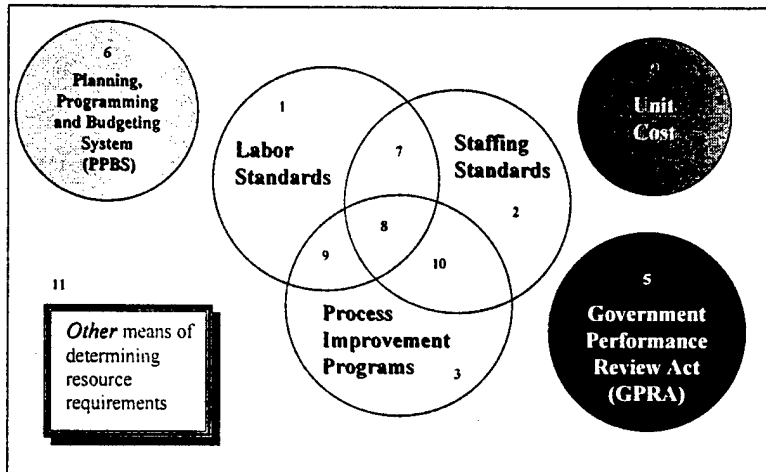 6
Planning,
Programming
and Budgeting
System
(PPBS)
1
Labor
Standards
7
Staffing
Standards
2
Unit
Cost
8
9
10
Process
Improvement
Programs
3
5
Government
Performance
Review Act
(GPRA)
11
Other means of
determining
resource
requirements